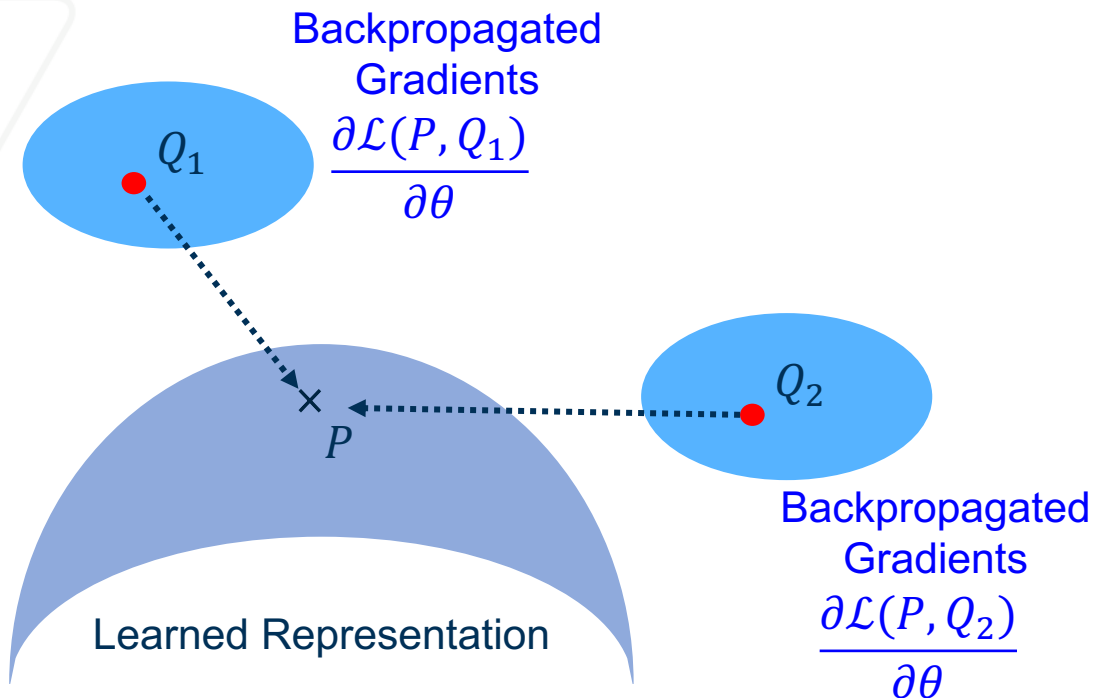 Backpropagated
Gradients
∂ℒ(P, Q₁)
∂θ
Q₁
Q₂
P
Backpropagated
Gradients
∂ℒ(P, Q₂)
∂θ
Learned Representation